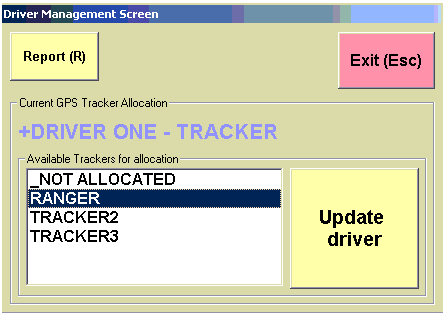 Driver Management Screen
Report (R)
Exit (Esc)
Current GPS Tracker Allocation
+DRIVER ONE - TRACKER
Available Trackers for allocation
_NOT ALLOCATED
RANGER
TRACKER2
TRACKER3
Update
driver